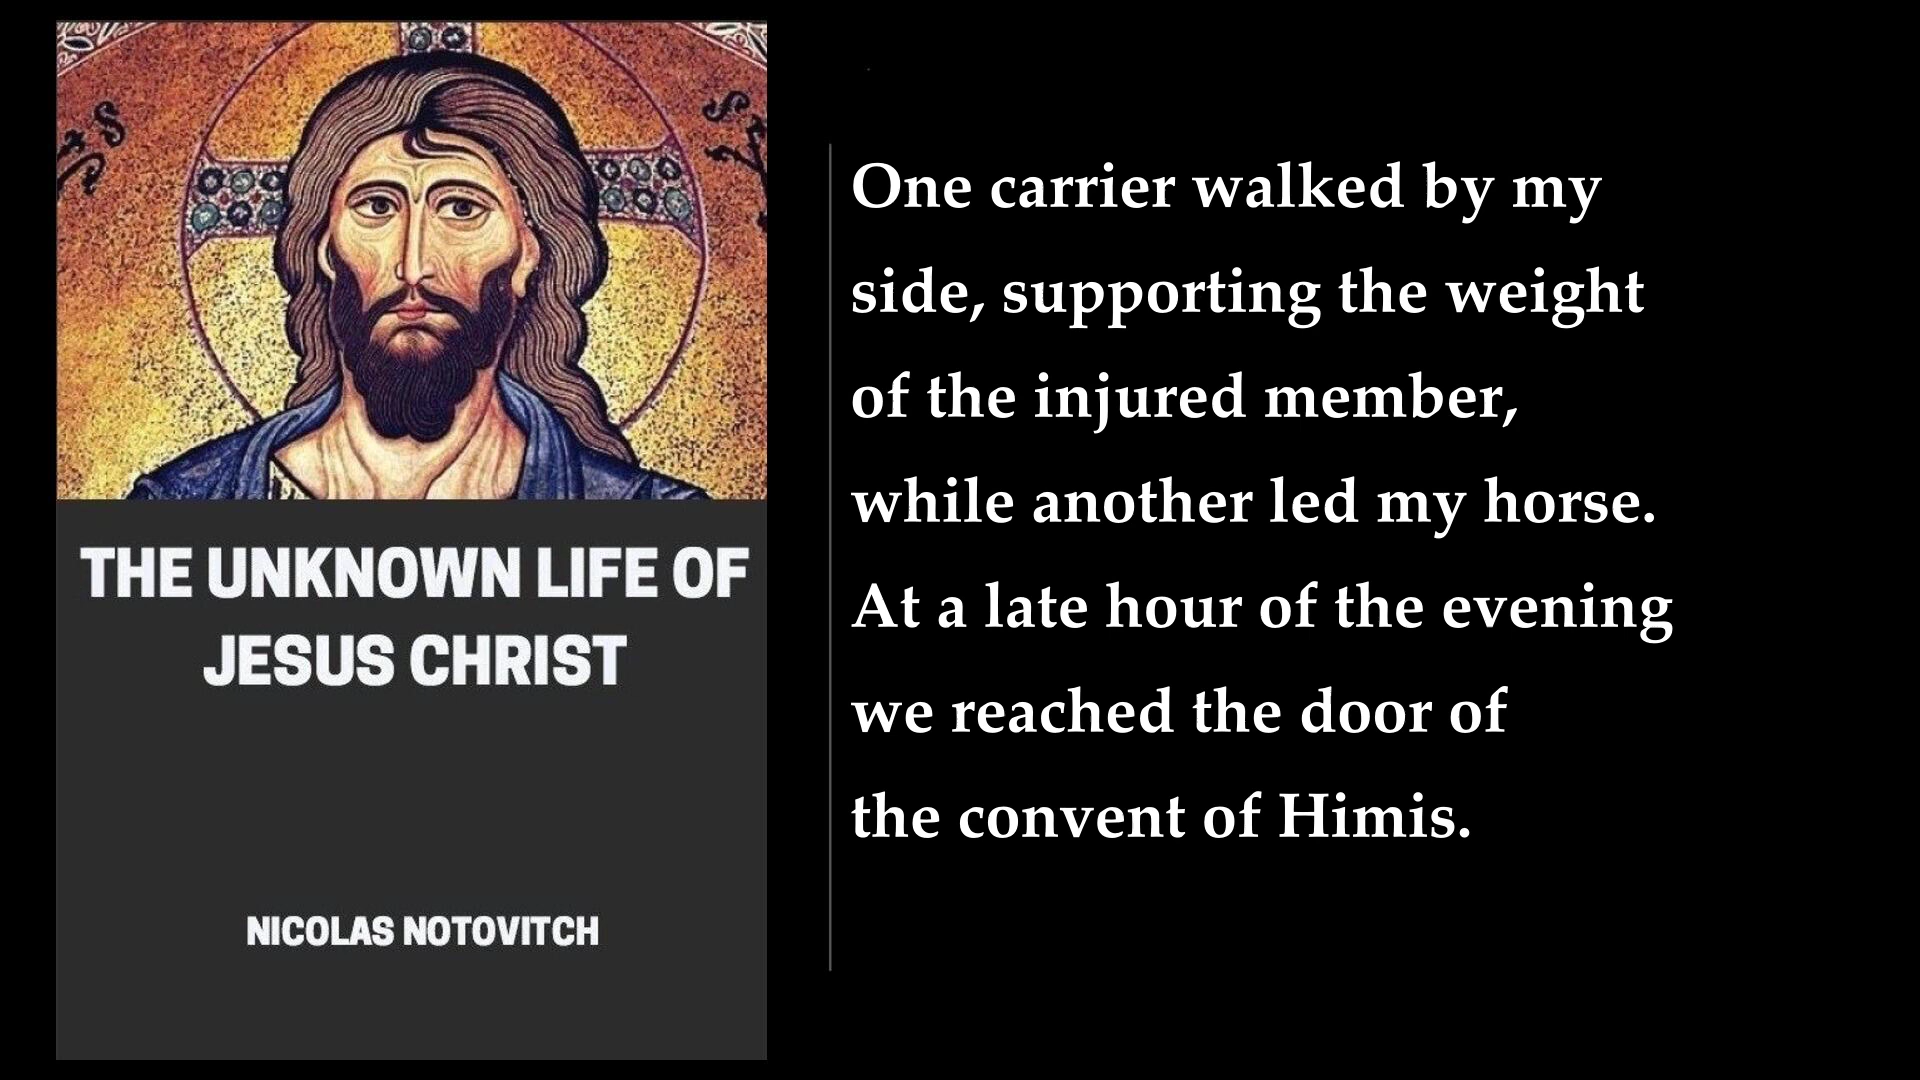 THE UNKNOWN LIFE OF
JESUS CHRIST
NICOLAS NOTOVITCH
One carrier walked by my
side, supporting the weight
of the injured member,
while another led my horse.
At a late hour of the evening
we reached the door of
the convent of Himis.